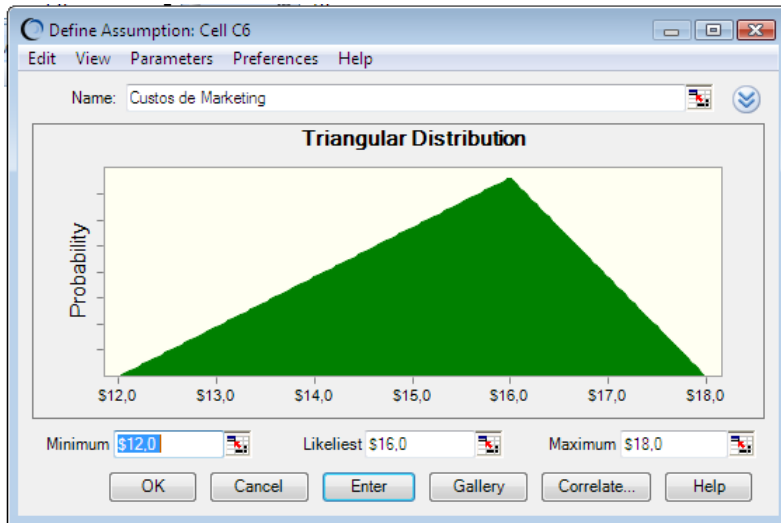 Define Assumption: Cell C6
Edit View Parameters Preferences Help
Name: Custos de Marketing
Triangular Distribution
Probability
$12,0 $13,0 $14,0 $15,0 $16,0 $17,0 $18,0
Minimum $12,0 Likeliest $16,0 Maximum $18,0
OK Cancel Enter Gallery Correlate... Help